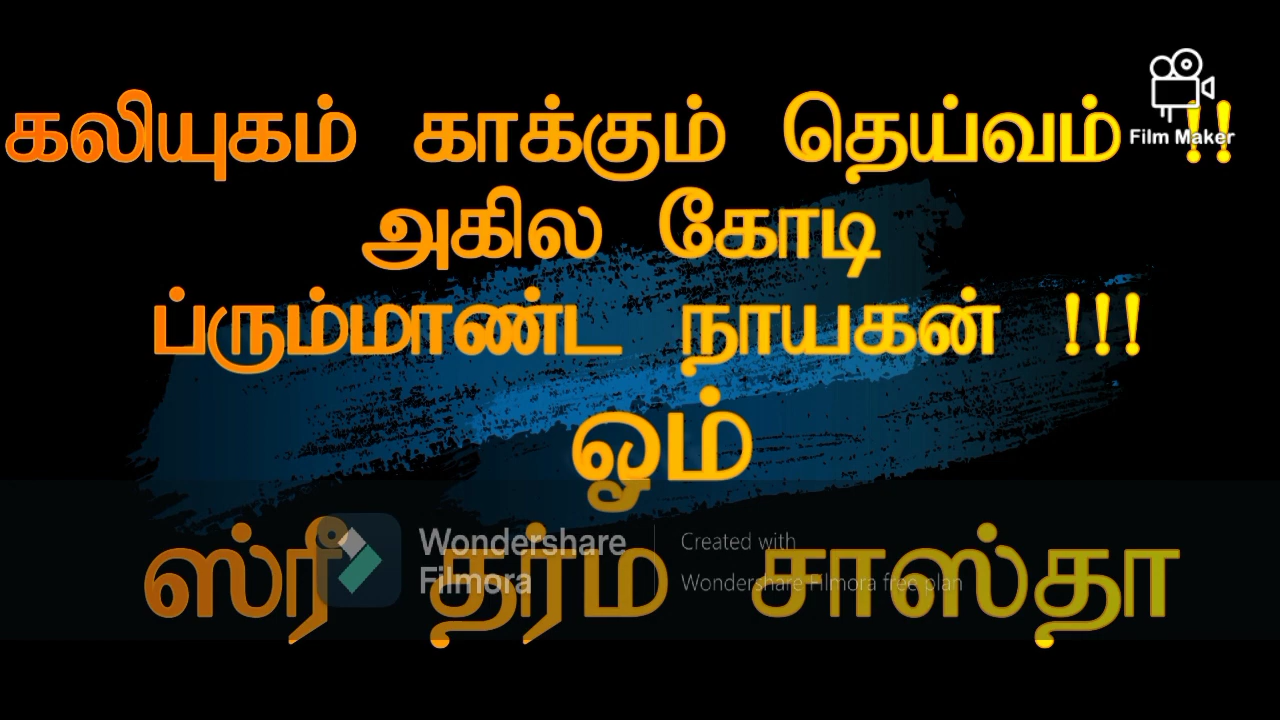 கலியுகம் காக்கும் தெய்வம் !!
Film Maker
அகில கோடி
ப்ரும்மாண்ட நாயகன் !!!
ஓம்
ஸ்ரீ தர்ம சாஸ்தா
Wondershare
Filmora
Created with
Wondershare Filmora free plan